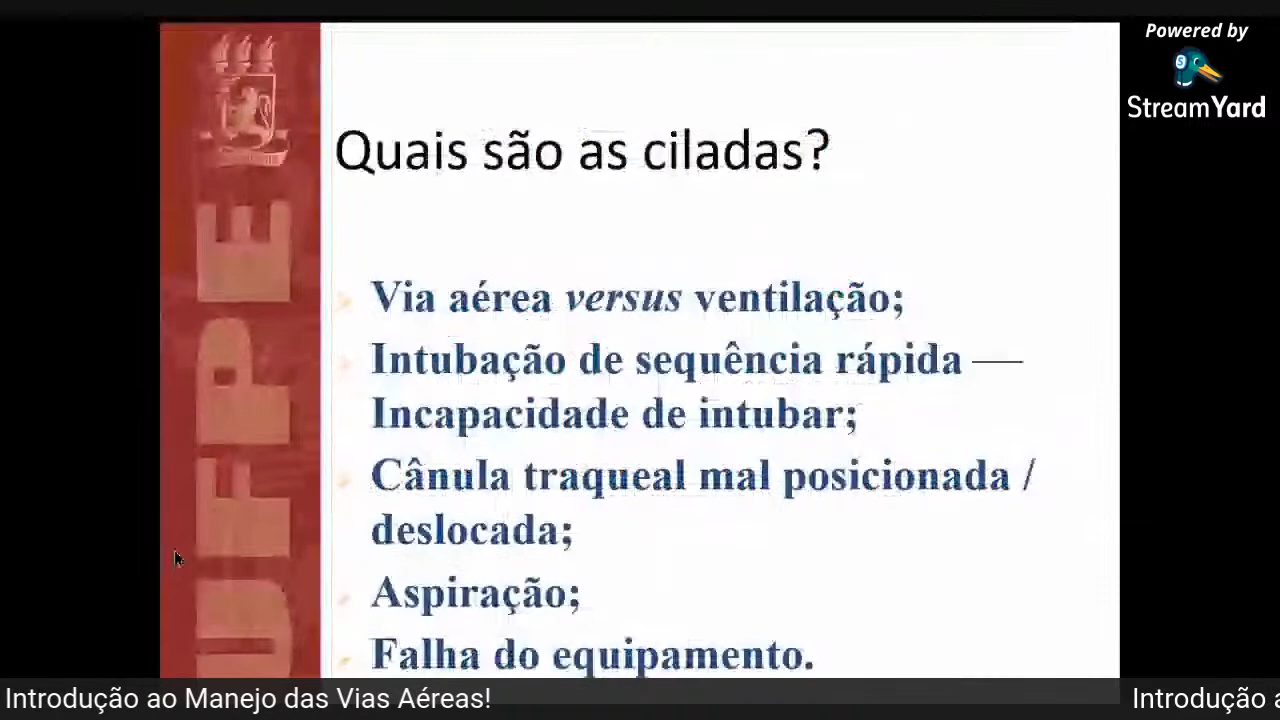 Powered by
StreamYard
Quais são as ciladas?
Via aérea versus ventilação;
Intubação de sequência rápida —
Incapacidade de intubar;
Cânula traqueal mal posicionada /
deslocada;
Aspiração;
Falha do equipamento.
UFPE
Introdução ao Manejo das Vias Aéreas!
Introdução a